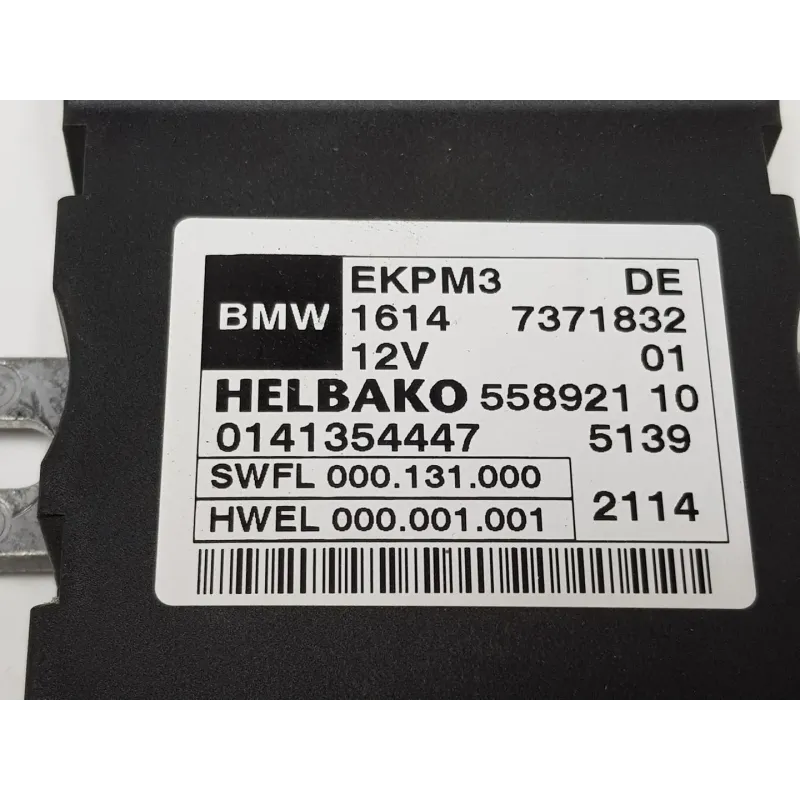 EKPM3 DE
BMW 1614 7371832
12V 01
HELBAKO 558921 10
0141354447 5139
SWFL 000.131.000
HWEL 000.001.001 2114